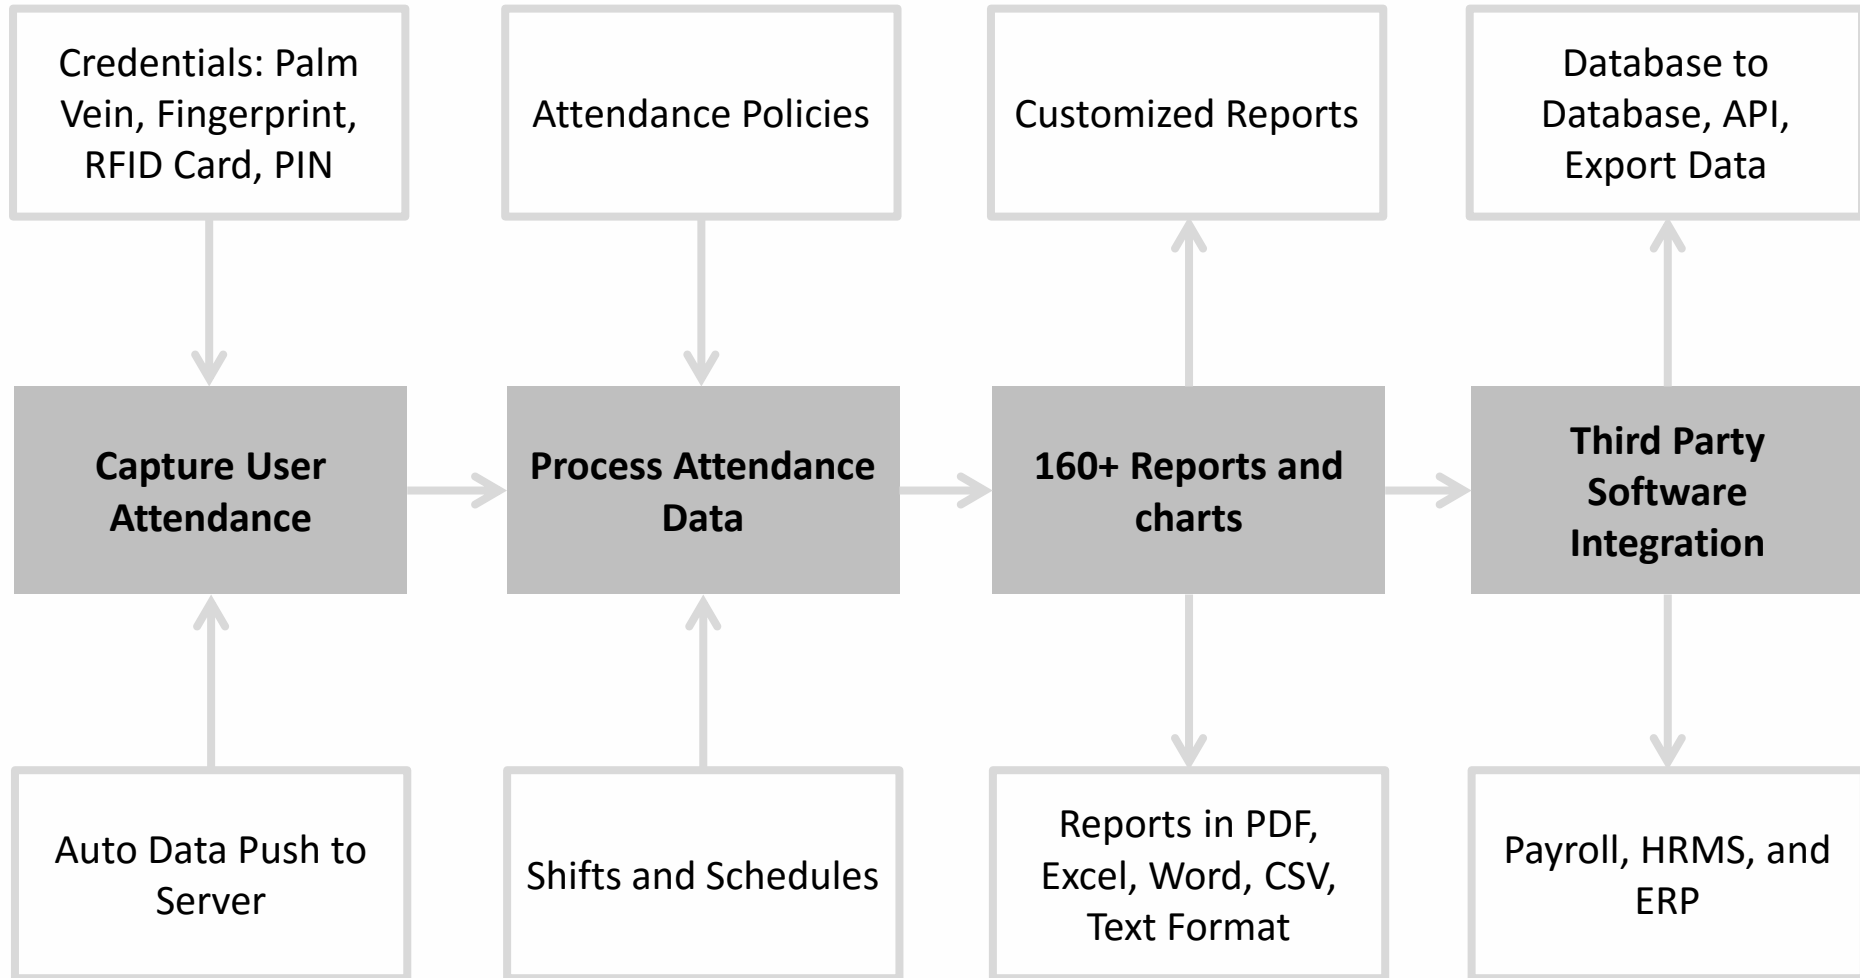 Credentials: Palm
Vein, Fingerprint,
RFID Card, PIN
Attendance Policies
Customized Reports
Database to
Database, API,
Export Data
Capture User
Attendance
Process Attendance
Data
160+ Reports and
charts
Third Party
Software
Integration
Auto Data Push to
Server
Shifts and Schedules
Reports in PDF,
Excel, Word, CSV,
Text Format
Payroll, HRMS, and
ERP